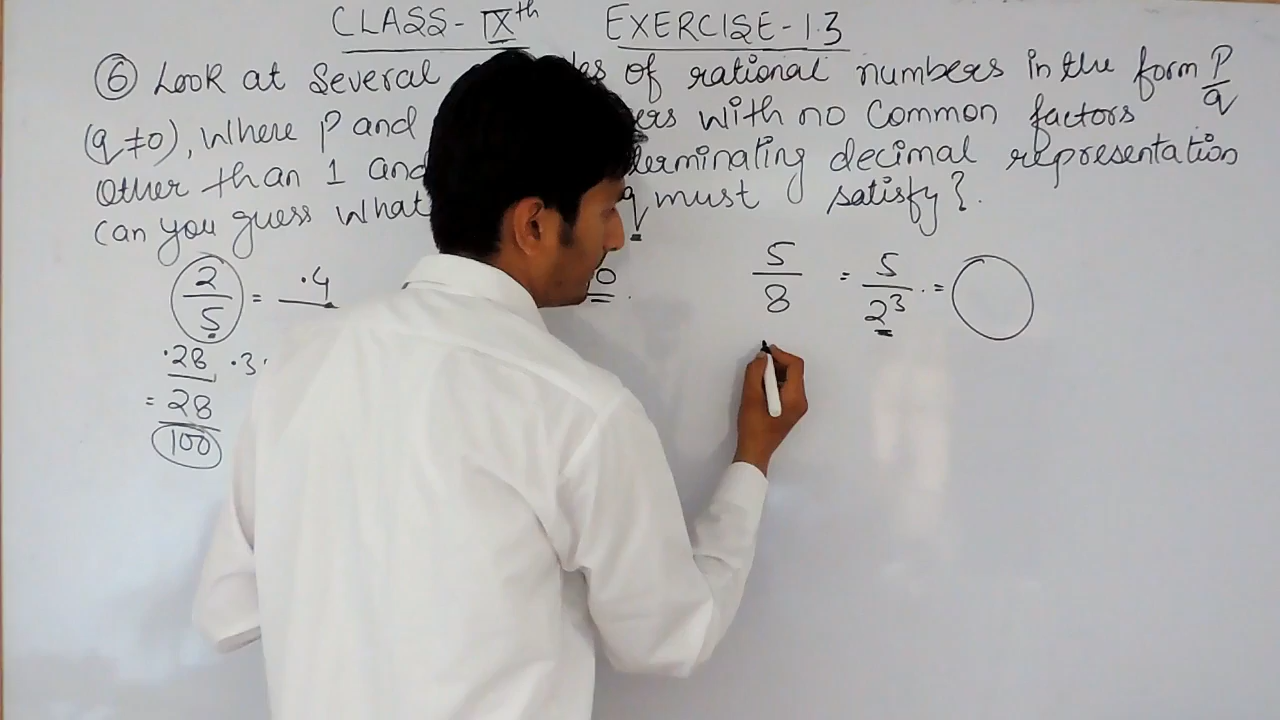 CLASS- IXth EXERCISE-1.3
⑥ Look at Several of rational numbers in the form P/q
(q≠0), Where P and with no Common factors
Other than 1 and decimal representation
Can you guess What q must satisfy?.
2/5 = .4
5/8 = 5/2³ . =
.28 .3.
= 28/100